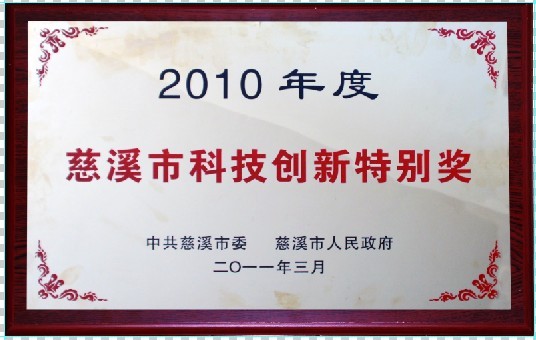 2010 年度
慈溪市科技创新特别奖
中共慈溪市委 慈溪市人民政府
二〇一一年三月